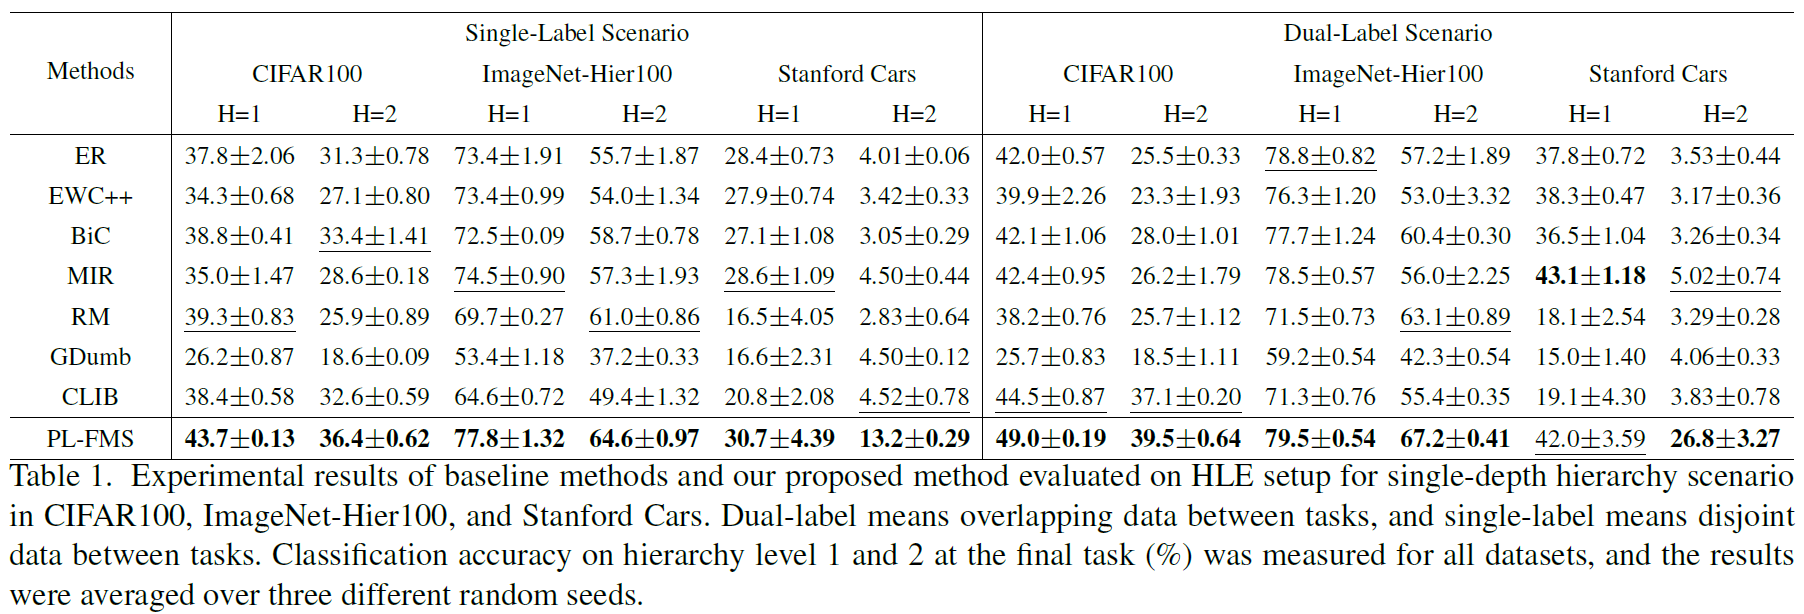 Methods Single-Label Scenario Dual-Label Scenario
CIFAR100 ImageNet-Hier100 Stanford Cars CIFAR100 ImageNet-Hier100 Stanford Cars
H=1 H=2 H=1 H=2 H=1 H=2 H=1 H=2 H=1 H=2 H=1 H=2
ER 37.8±2.06 31.3±0.78 73.4±1.91 55.7±1.87 28.4±0.73 4.01±0.06 42.0±0.57 25.5±0.33 78.8±0.82 57.2±1.89 37.8±0.72 3.53±0.44
EWC++ 34.3±0.68 27.1±0.80 73.4±0.99 54.0±1.34 27.9±0.74 3.42±0.33 39.9±2.26 23.3±1.93 76.3±1.20 53.0±3.32 38.3±0.47 3.17±0.36
BiC 38.8±0.41 33.4±1.41 72.5±0.09 58.7±0.78 27.1±1.08 3.05±0.29 42.1±1.06 28.0±1.01 77.7±1.24 60.4±0.30 36.5±1.04 3.26±0.34
MIR 35.0±1.47 28.6±0.18 74.5±0.90 57.3±1.93 28.6±1.09 4.50±0.44 42.4±0.95 26.2±1.79 78.5±0.57 56.0±2.25 43.1±1.18 5.02±0.74
RM 39.3±0.83 25.9±0.89 69.7±0.27 61.0±0.86 16.5±4.05 2.83±0.64 38.2±0.76 25.7±1.12 71.5±0.73 63.1±0.89 18.1±2.54 3.29±0.28
GDumb 26.2±0.87 18.6±0.09 53.4±1.18 37.2±0.33 16.6±2.31 4.50±0.12 25.7±0.83 18.5±1.11 59.2±0.54 42.3±0.54 15.0±1.40 4.06±0.33
CLIB 38.4±0.58 32.6±0.59 64.6±0.72 49.4±1.32 20.8±2.08 4.52±0.78 44.5±0.87 37.1±0.20 71.3±0.76 55.4±0.35 19.1±4.30 3.83±0.78
PL-FMS 43.7±0.13 36.4±0.62 77.8±1.32 64.6±0.97 30.7±4.39 13.2±0.29 49.0±0.19 39.5±0.64 79.5±0.54 67.2±0.41 42.0±3.59 26.8±3.27
Table 1. Experimental results of baseline methods and our proposed method evaluated on HLE setup for single-depth hierarchy scenario
in CIFAR100, ImageNet-Hier100, and Stanford Cars. Dual-label means overlapping data between tasks, and single-label means disjoint
data between tasks. Classification accuracy on hierarchy level 1 and 2 at the final task (%) was measured for all datasets, and the results
were averaged over three different random seeds.